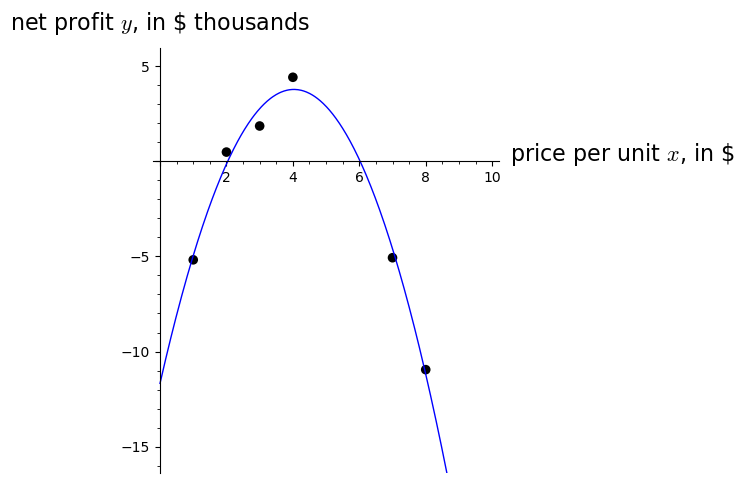 net profit y, in $ thousands
5
price per unit x, in $
2 4 6 8 10
−5
−10
−15